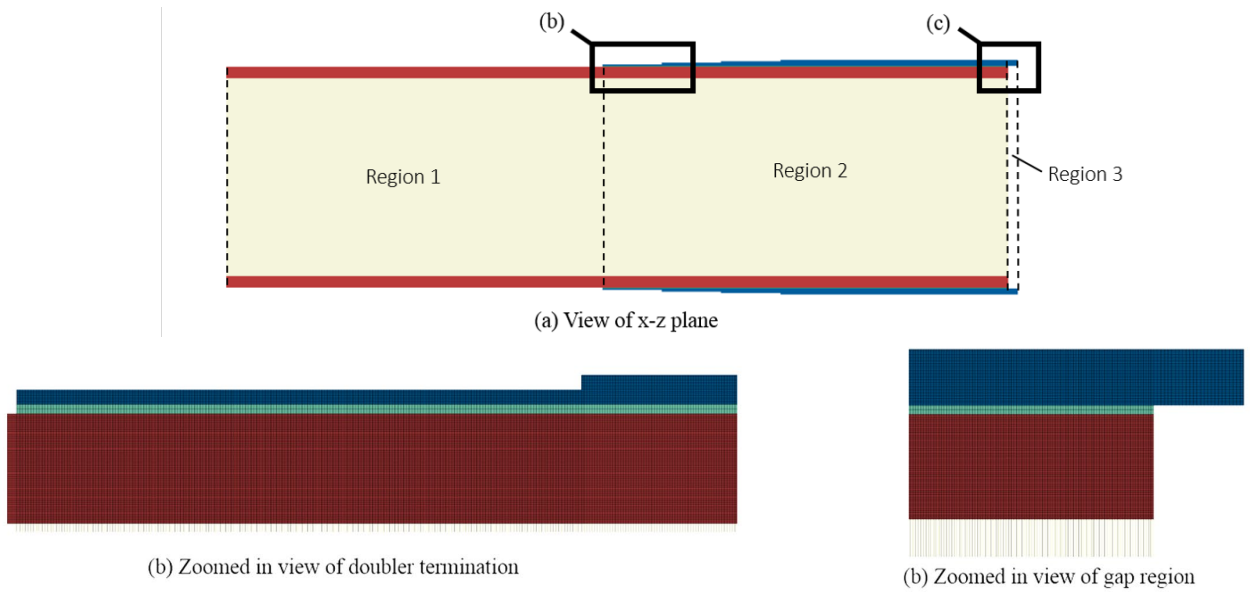 (b)
(c)
Region 1
Region 2
Region 3
(a) View of x-z plane
(b) Zoomed in view of doubler termination
(b) Zoomed in view of gap region